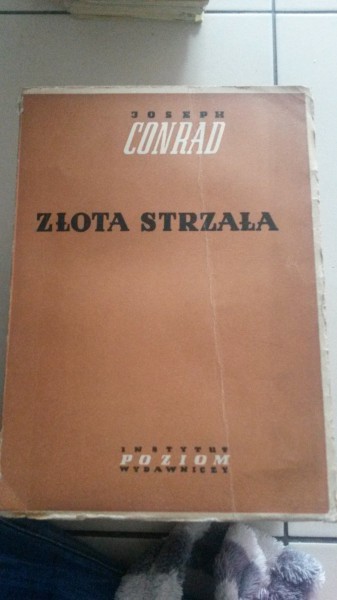 JOSEPH
CONRAD
ZŁOTA STRZAŁA
INSTYTUT
POZIOM
WYDAWNICZY